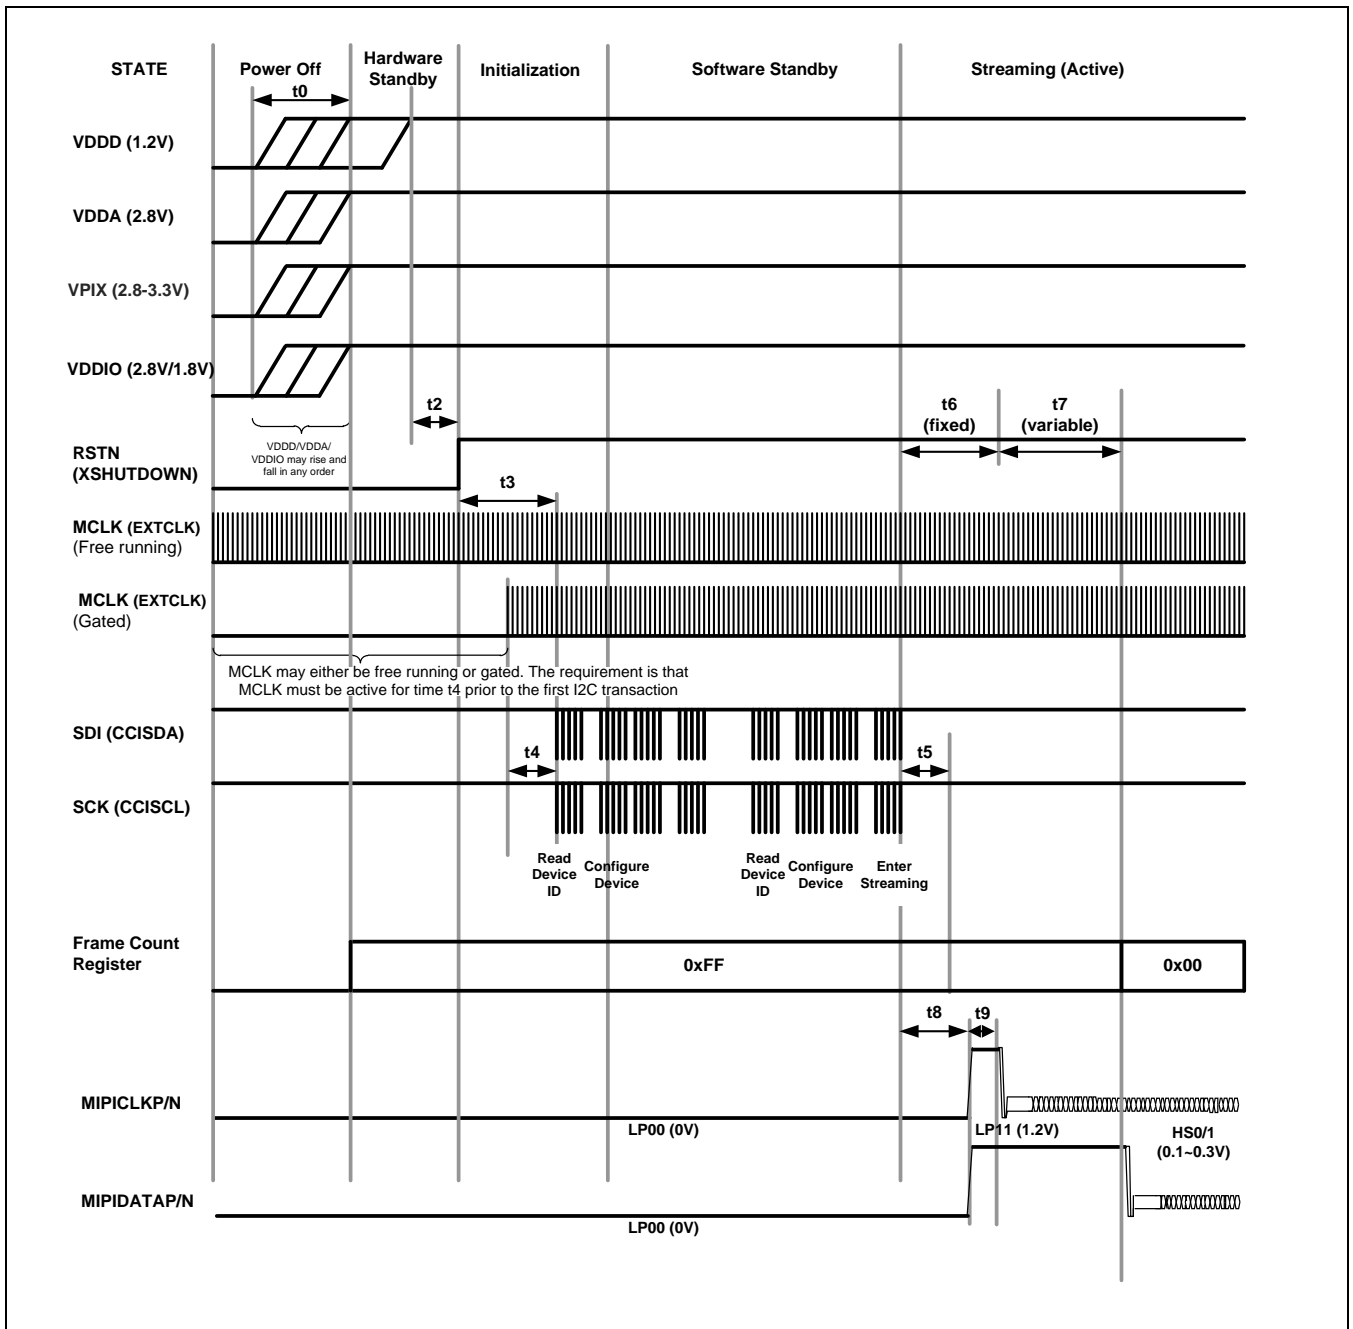 STATE
Power Off
Hardware
Standby
Initialization
Software Standby
Streaming (Active)
t0
VDDD (1.2V)
VDDA (2.8V)
VPIX (2.8-3.3V)
VDDIO (2.8V/1.8V)
t2
t6
(fixed)
t7
(variable)
VDDD/VDDA/
VDDIO may rise and
fall in any order
RSTN
(XSHUTDOWN)
t3
MCLK (EXTCLK)
(Free running)
MCLK (EXTCLK)
(Gated)
MCLK may either be free running or gated. The requirement is that
MCLK must be active for time t4 prior to the first I2C transaction
SDI (CCISDA)
t4
t5
SCK (CCISCL)
Read
Device
ID
Configure
Device
Read
Device
ID
Configure
Device
Enter
Streaming
Frame Count
Register
0xFF
0x00
t8
t9
MIPICLKP/N
LP00 (0V)
LP11 (1.2V)
HS0/1
(0.1~0.3V)
MIPIDATAP/N
LP00 (0V)